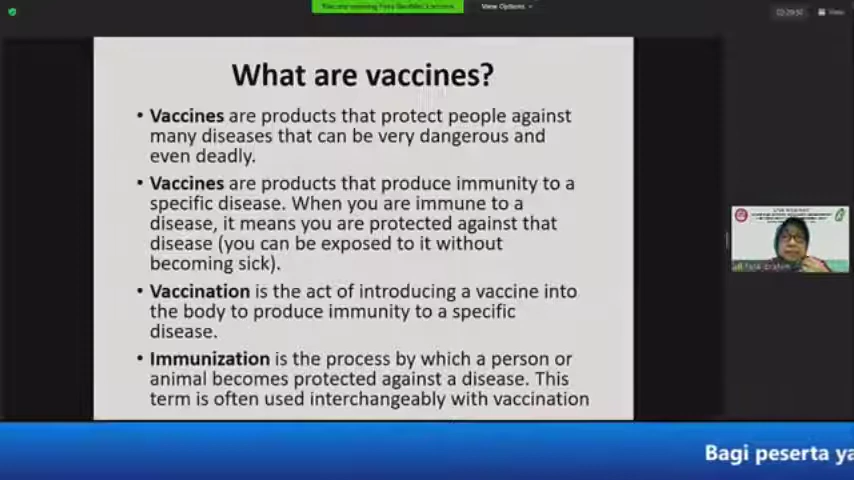 View Options
View
What are vaccines?
• Vaccines are products that protect people against
many diseases that can be very dangerous and
even deadly.
• Vaccines are products that produce immunity to a
specific disease. When you are immune to a
disease, it means you are protected against that
disease (you can be exposed to it without
becoming sick).
• Vaccination is the act of introducing a vaccine into
the body to produce immunity to a specific
disease.
• Immunization is the process by which a person or
animal becomes protected against a disease. This
term is often used interchangeably with vaccination
Bagi peserta ya